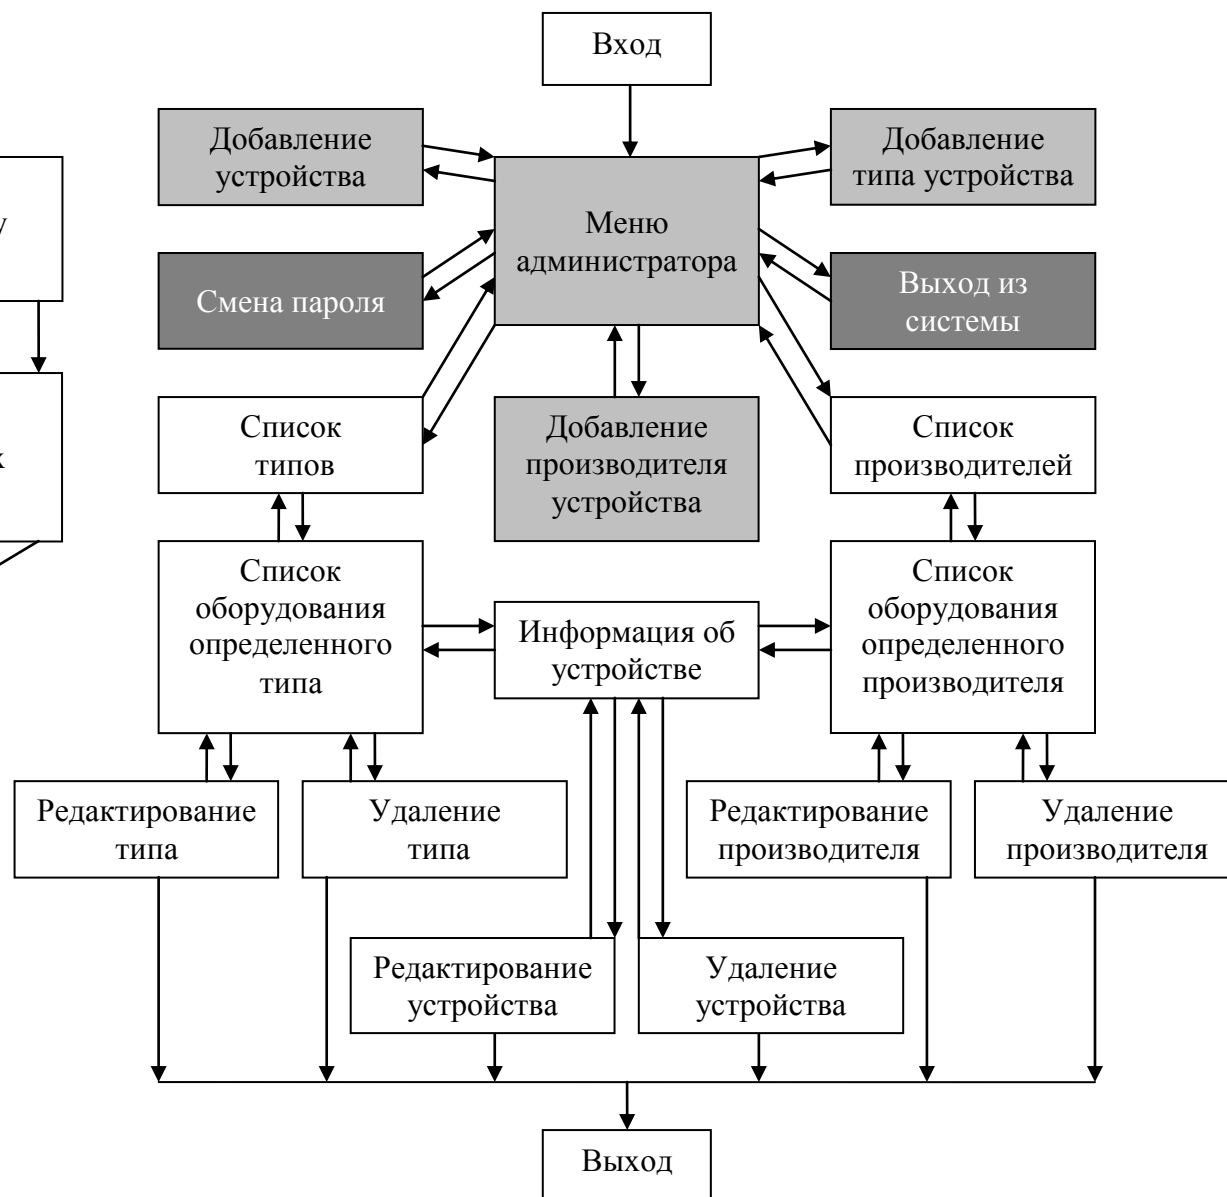 Вход
Добавление
устройства
Добавление
типа устройства
Меню
администратора
Смена пароля
Выход из
системы
Список
типов
Добавление
производителя
устройства
Список
производителей
Список
оборудования
определенного
типа
Информация об
устройстве
Список
оборудования
определенного
производителя
Редактирование
типа
Удаление
типа
Редактирование
производителя
Удаление
производителя
Редактирование
устройства
Удаление
устройства
Выход